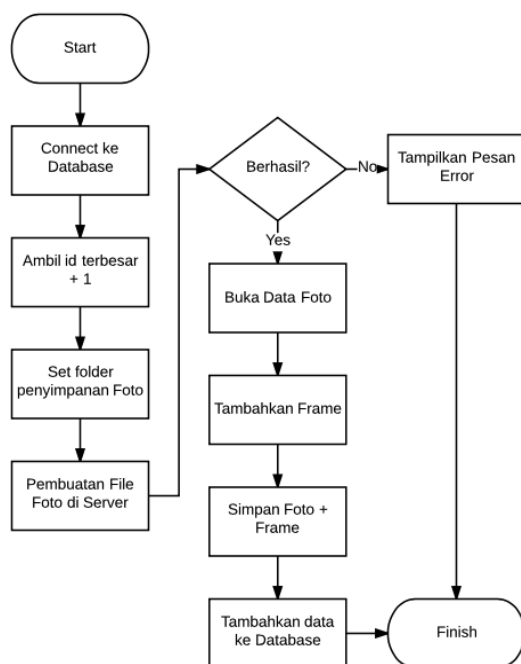 Start
Connect ke
Database
Ambil id terbesar
+ 1
Set folder
penyimpanan Foto
Pembuatan File
Foto di Server
Berhasil?
No
Tampilkan Pesan
Error
Yes
Buka Data Foto
Tambahkan Frame
Simpan Foto +
Frame
Tambahkan data
ke Database
Finish